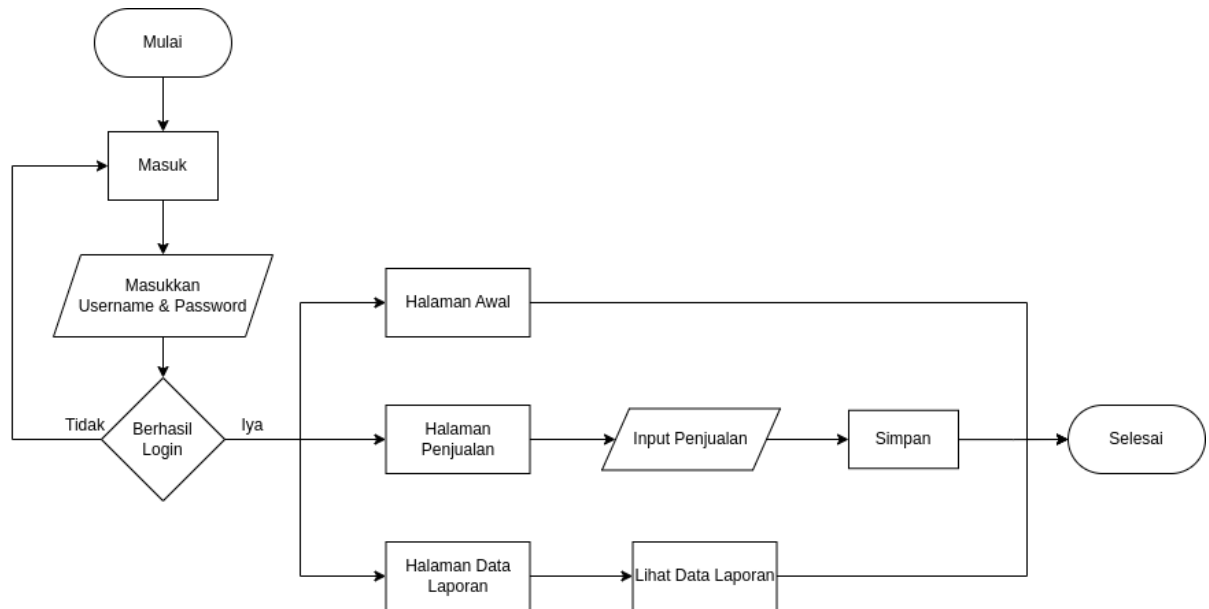 Mulai
Masuk
Masukkan
Username & Password
Berhasil
Login
Tidak
Iya
Halaman Awal
Halaman
Penjualan
Input Penjualan
Simpan
Selesai
Halaman Data
Laporan
Lihat Data Laporan